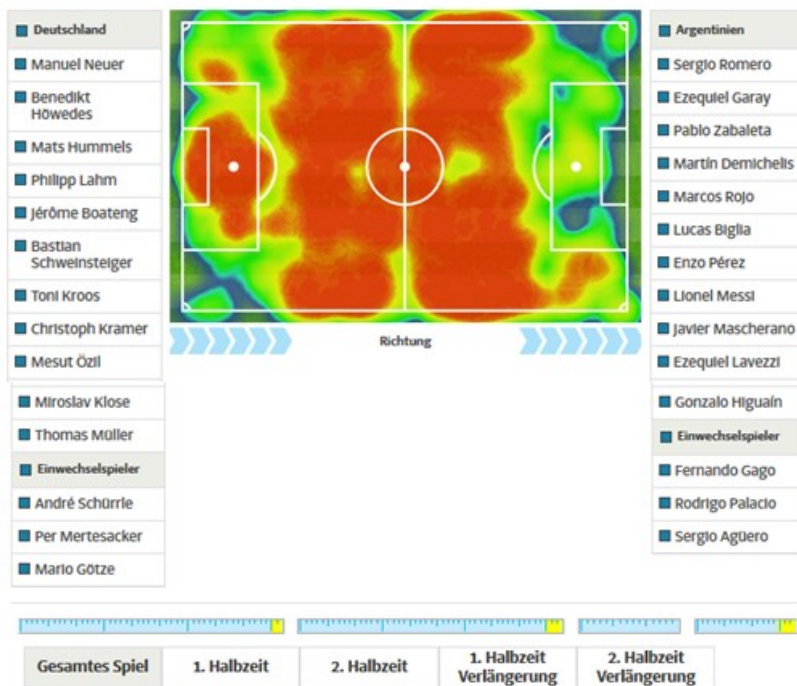 Deutschland
Manuel Neuer
Benedikt
Höwedes
Mats Hummels
Philipp Lahm
Jérôme Boateng
Bastian
Schweinsteiger
Toni Kroos
Christoph Kramer
Mesut Özil
Miroslav Klose
Thomas Müller
Einwechselspieler
André Schürrle
Per Mertesacker
Mario Götze
Richtung
Argentinien
Sergio Romero
Ezequiel Garay
Pablo Zabaleta
Martín Demichelis
Marcos Rojo
Lucas Biglia
Enzo Pérez
Lionel Messi
Javier Mascherano
Ezequiel Lavezzi
Gonzalo Higuaín
Einwechselspieler
Fernando Gago
Rodrigo Palacio
Sergio Agüero
Gesamtes Spiel
1. Halbzeit
2. Halbzeit
1. Halbzeit
Verlängerung
2. Halbzeit
Verlängerung